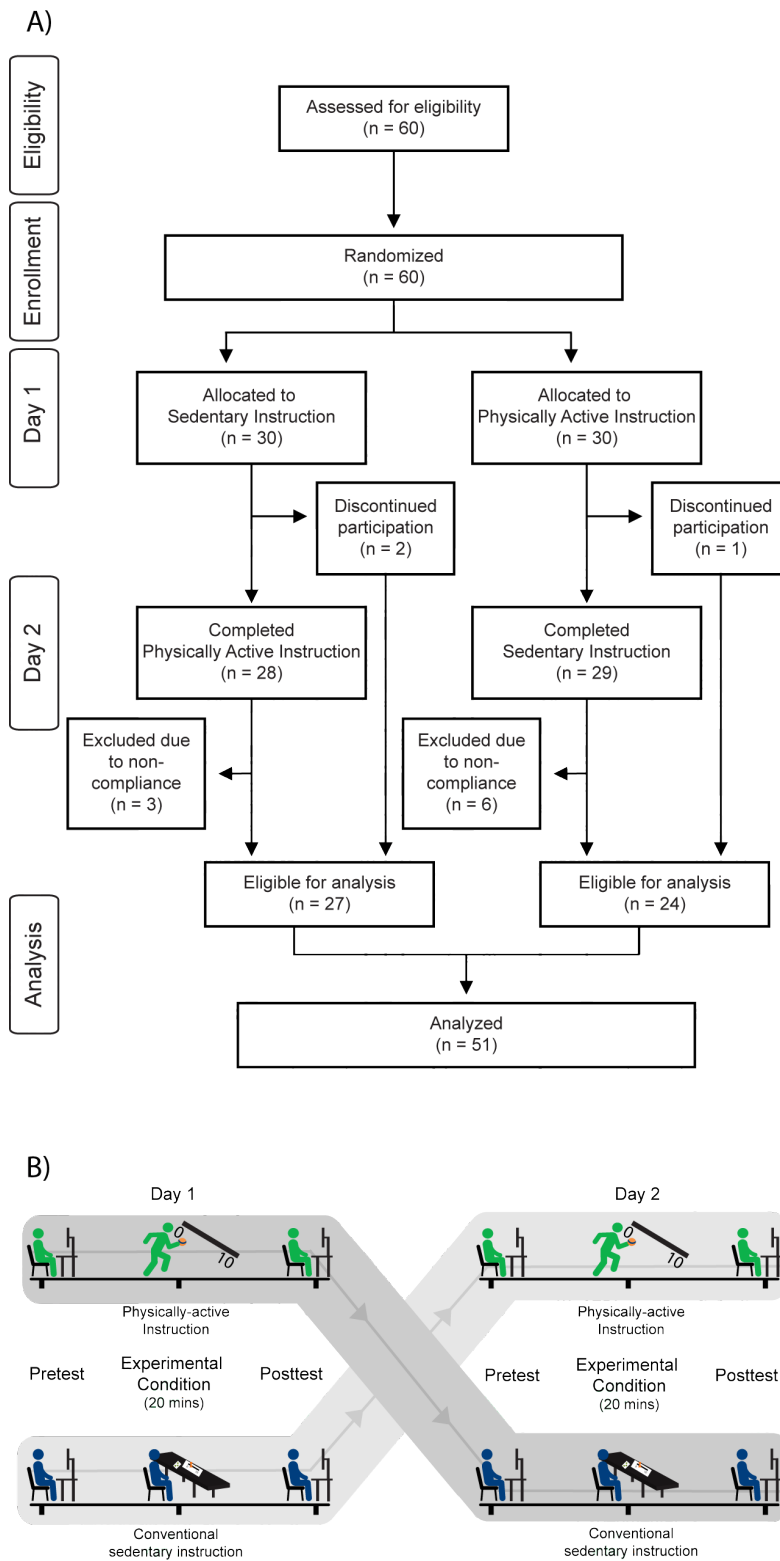 A)
Eligibility
Assessed for eligibility
(n = 60)
Enrollment
Randomized
(n = 60)
Day 1
Allocated to
Sedentary Instruction
(n = 30)
Allocated to
Physically Active Instruction
(n = 30)
Discontinued
participation
(n = 2)
Discontinued
participation
(n = 1)
Day 2
Completed
Physically Active Instruction
(n = 28)
Completed
Sedentary Instruction
(n = 29)
Excluded due
to non-
compliance
(n = 3)
Excluded due
to non-
compliance
(n = 6)
Analysis
Eligible for analysis
(n = 27)
Eligible for analysis
(n = 24)
Analyzed
(n = 51)
B)
Day 1
Day 2
0
10
0
10
Physically-active
Instruction
Physically-active
Instruction
Pretest
Experimental
Condition
(20 mins)
Posttest
Pretest
Experimental
Condition
(20 mins)
Posttest
Conventional
sedentary instruction
Conventional
sedentary instruction